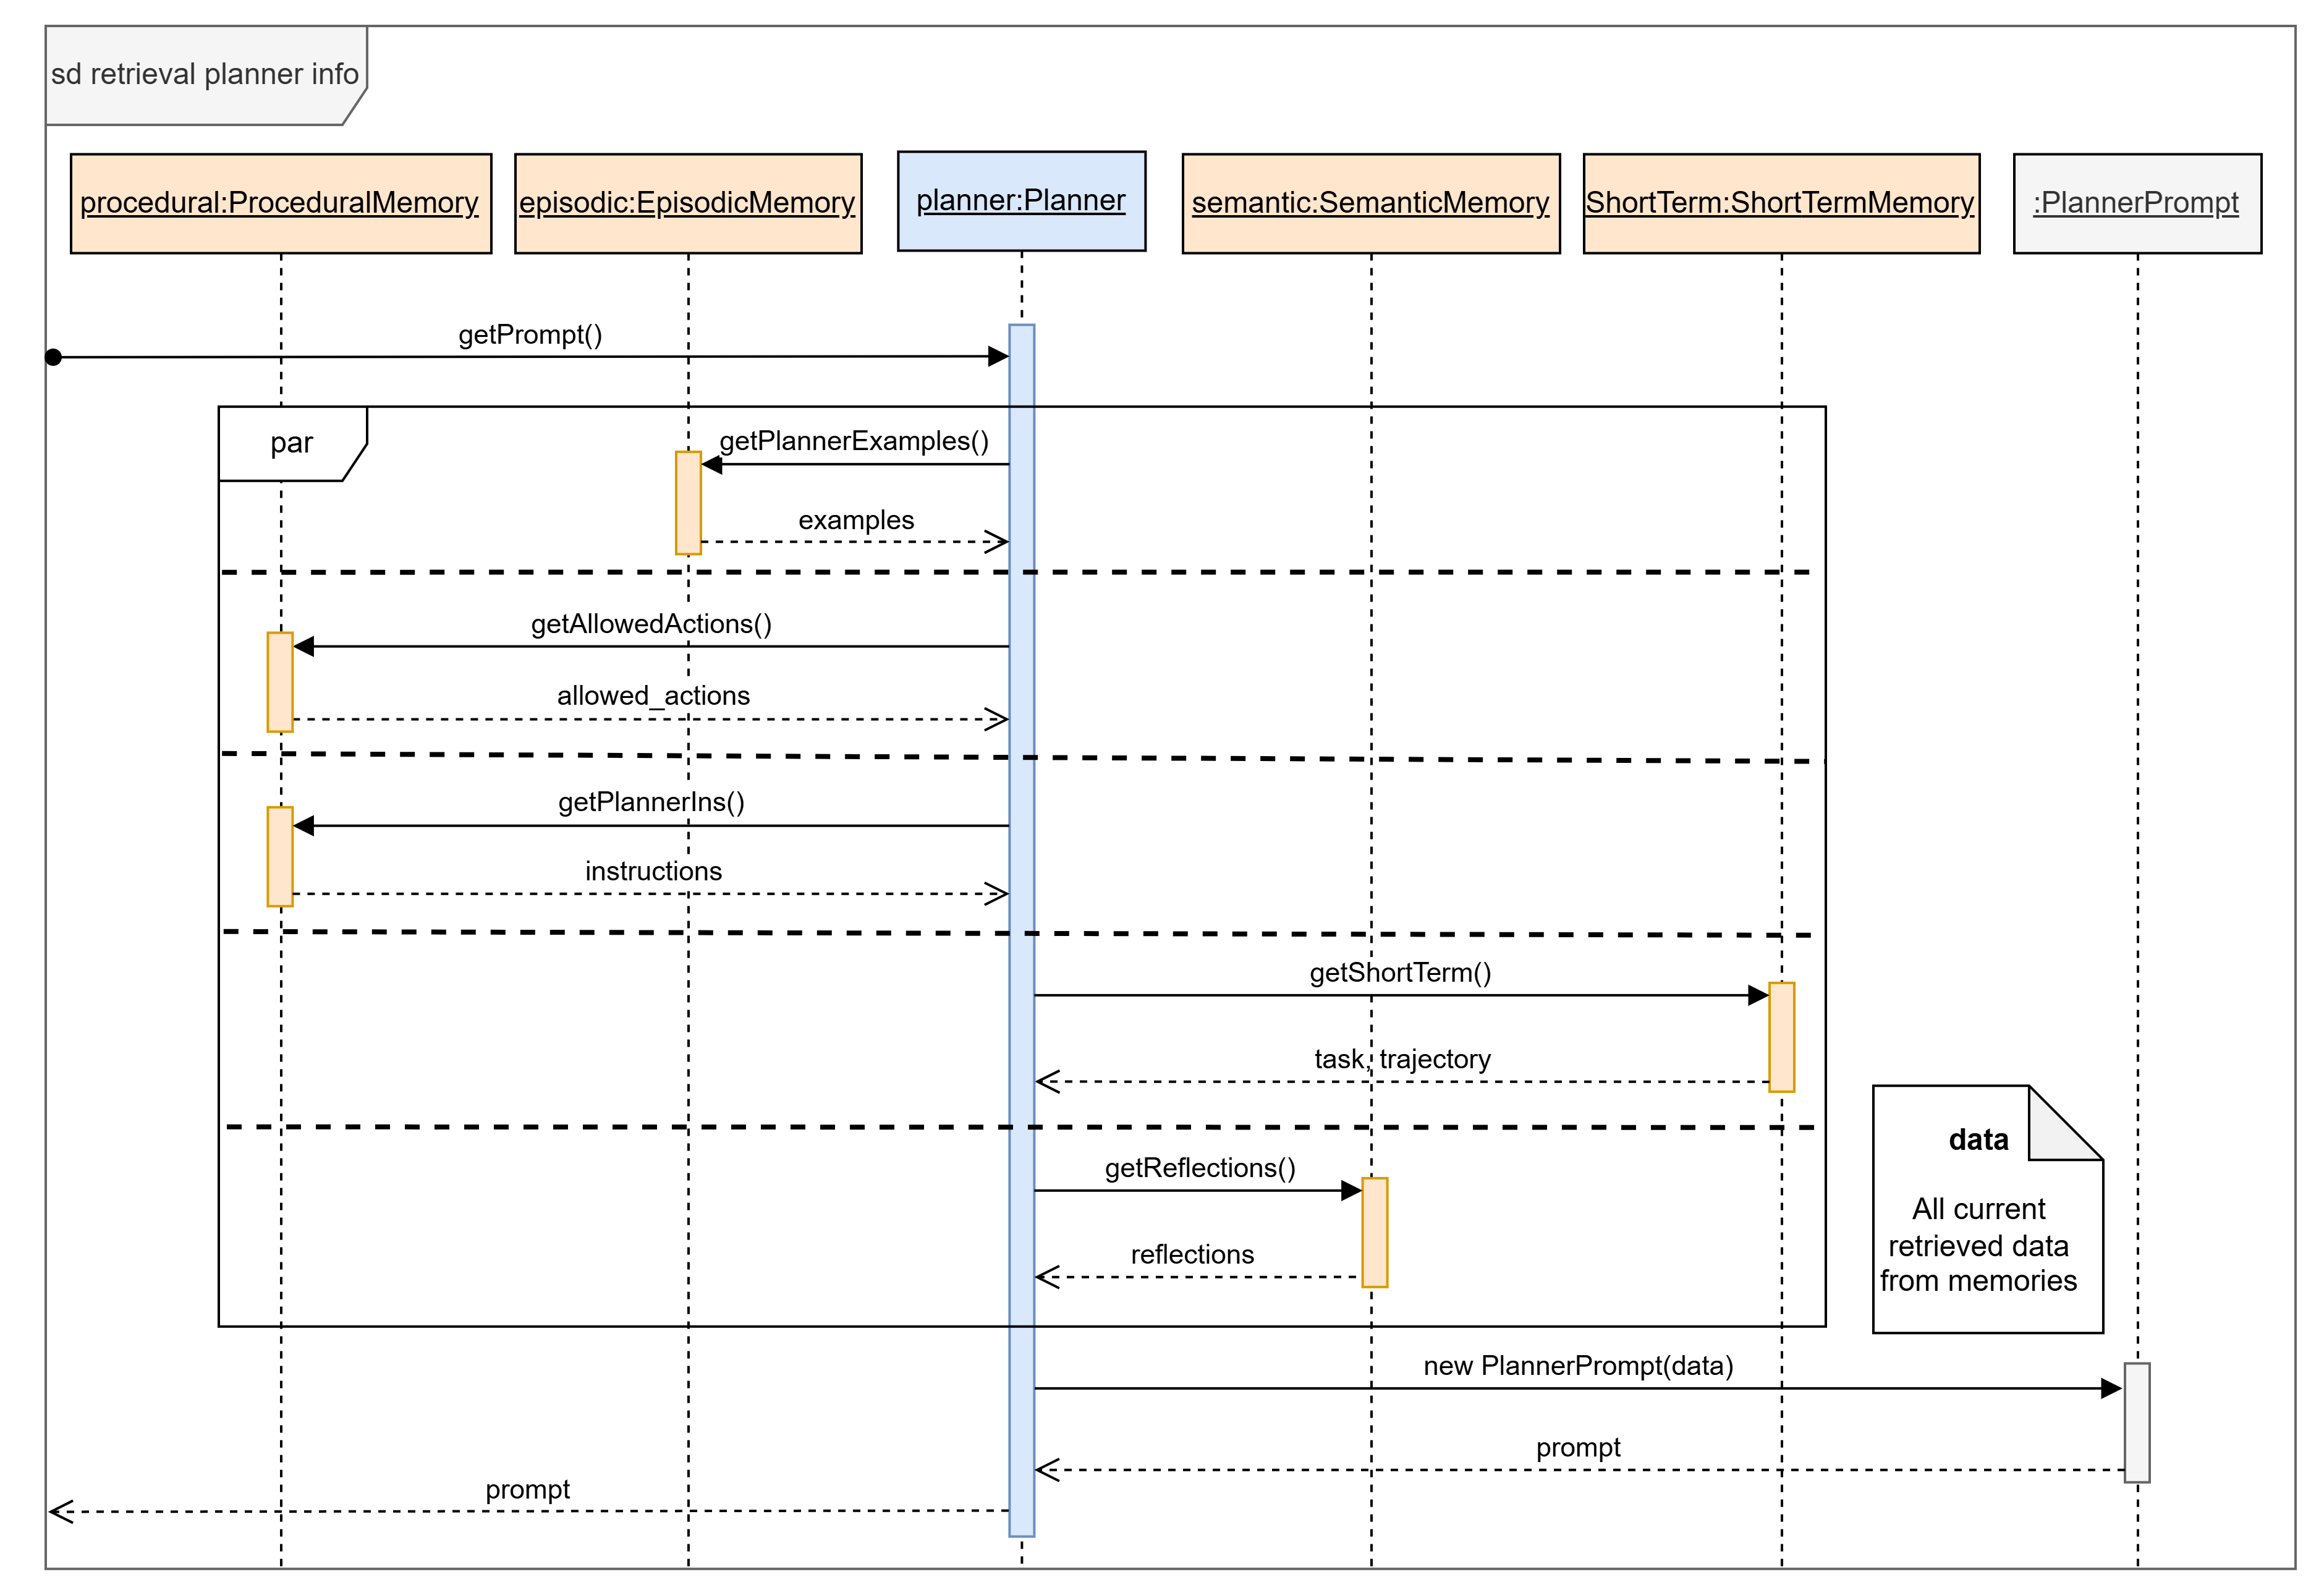 sd retrieval planner info
procedural:ProceduralMemory
episodic:EpisodicMemory
planner:Planner
semantic:SemanticMemory
ShortTerm:ShortTermMemory
:PlannerPrompt
getPrompt()
par
getPlannerExamples()
examples
getAllowedActions()
allowed_actions
getPlannerIns()
instructions
getShortTerm()
task, trajectory
data
All current
retrieved data
from memories
getReflections()
reflections
new PlannerPrompt(data)
prompt
prompt